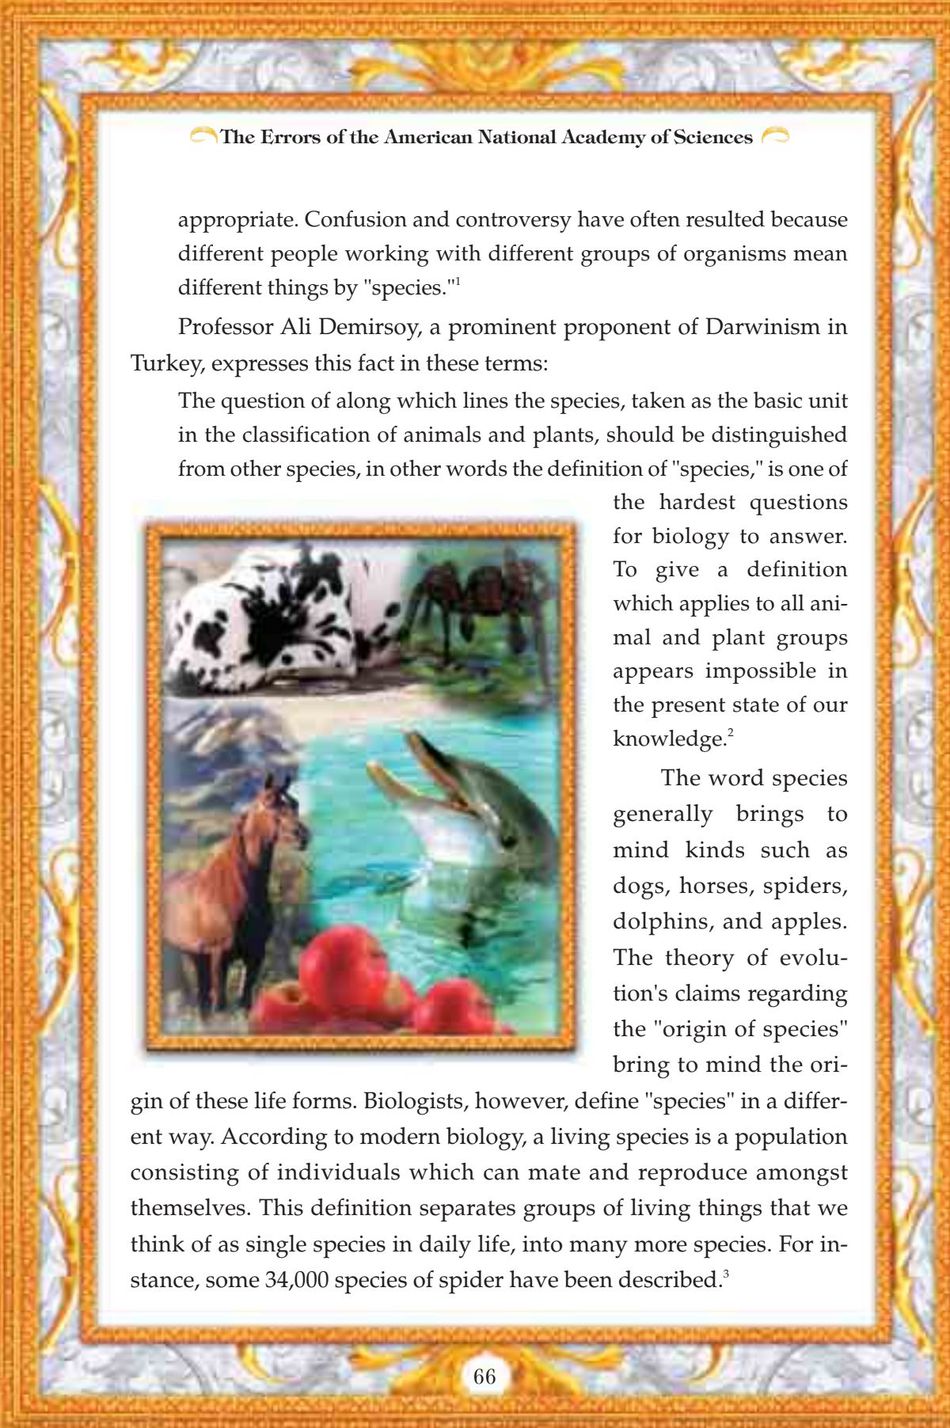 The Errors of the American National Academy of Sciences
appropriate. Confusion and controversy have often resulted because
different people working with different groups of organisms mean
different things by "species."1
Professor Ali Demirsoy, a prominent proponent of Darwinism in
Turkey, expresses this fact in these terms:
The question of along which lines the species, taken as the basic unit
in the classification of animals and plants, should be distinguished
from other species, in other words the definition of "species," is one of
the hardest questions
for biology to answer.
To give a definition
which applies to all ani-
mal and plant groups
appears impossible in
the present state of our
knowledge.2
The word species
generally brings to
mind kinds such as
dogs, horses, spiders,
dolphins, and apples.
The theory of evolu-
tion's claims regarding
the "origin of species"
bring to mind the ori-
gin of these life forms. Biologists, however, define "species" in a differ-
ent way. According to modern biology, a living species is a population
consisting of individuals which can mate and reproduce amongst
themselves. This definition separates groups of living things that we
think of as single species in daily life, into many more species. For in-
stance, some 34,000 species of spider have been described.3
66